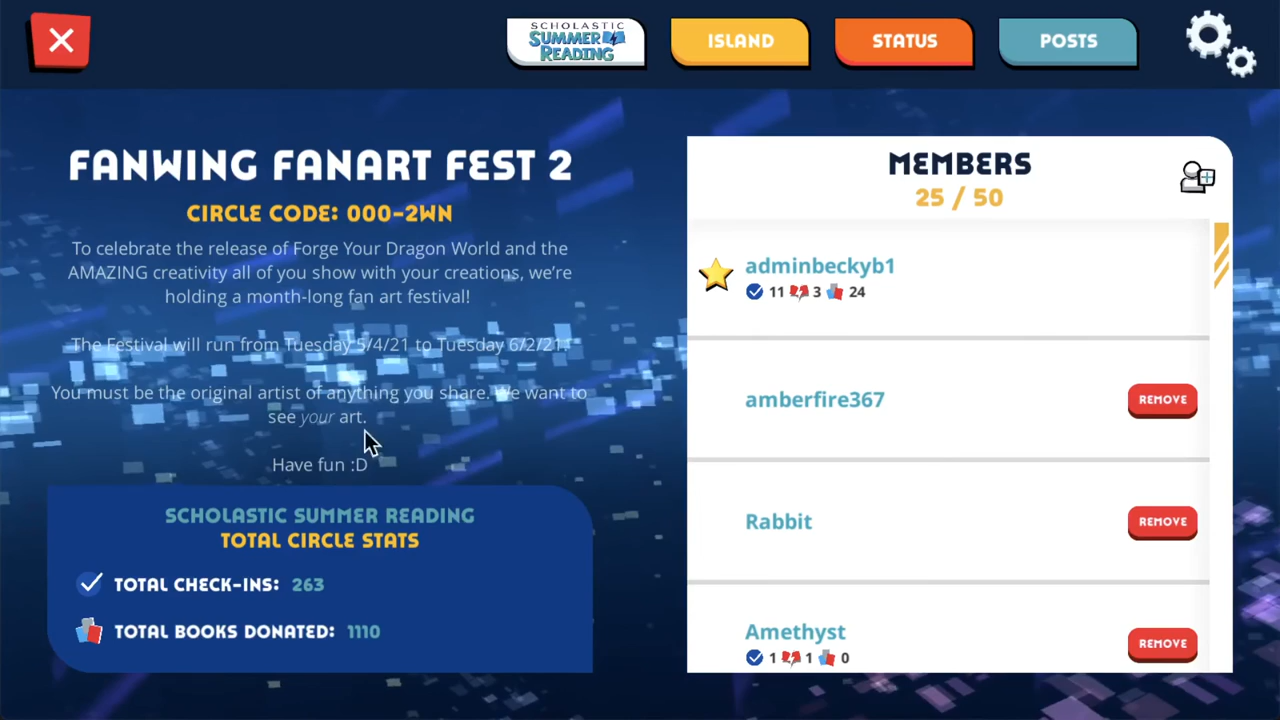 SCHOLASTIC
SUMMER
READING
ISLAND
STATUS
POSTS
FANWING FANART FEST 2
CIRCLE CODE: 000-2WN
To celebrate the release of Forge Your Dragon World and the
AMAZING creativity all of you show with your creations, we're
holding a month-long fan art festival!
The Festival will run from Tuesday 5/4/21 to Tuesday 6/2/21!
You must be the original artist of anything you share. We want to
see your art.
Have fun :D
SCHOLASTIC SUMMER READING
TOTAL CIRCLE STATS
TOTAL CHECK-INS: 263
TOTAL BOOKS DONATED: 1110
MEMBERS
25 / 50
adminbeckyb1
11 3 24
amberfire367
REMOVE
Rabbit
REMOVE
Amethyst
REMOVE
1 1 0